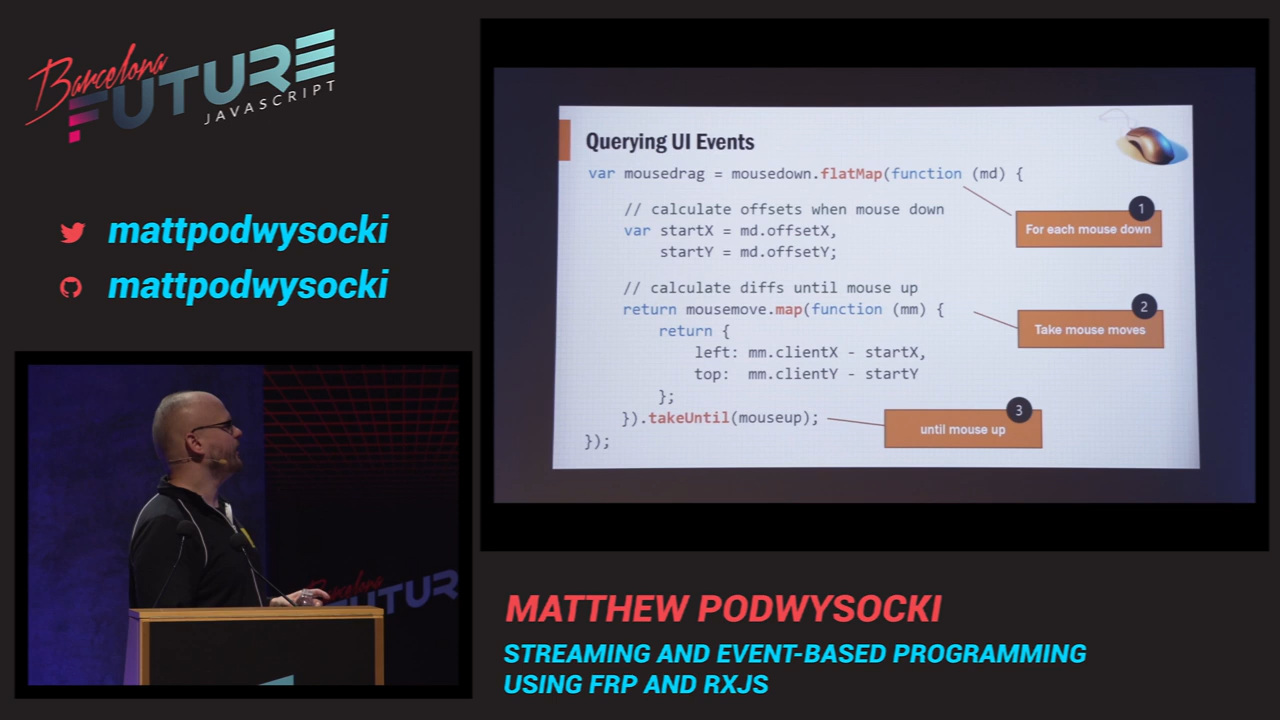 Barcelona
FUTURE
JAVASCRIPT
mattpodwysocki
mattpodwysocki
Querying UI Events
var mousedrag = mousedown.flatMap(function (md) {
// calculate offsets when mouse down
var startX = md.offsetX,
startY = md.offsetY;
// calculate diffs until mouse up
return mousemove.map(function (mm) {
return {
left: mm.clientX - startX,
top:  mm.clientY - startY
};
}).takeUntil(mouseup);
});
1
For each mouse down
2
Take mouse moves
3
until mouse up
Barcelona
FUTUR
MATTHEW PODWYSOCKI
STREAMING AND EVENT-BASED PROGRAMMING
USING FRP AND RXJS